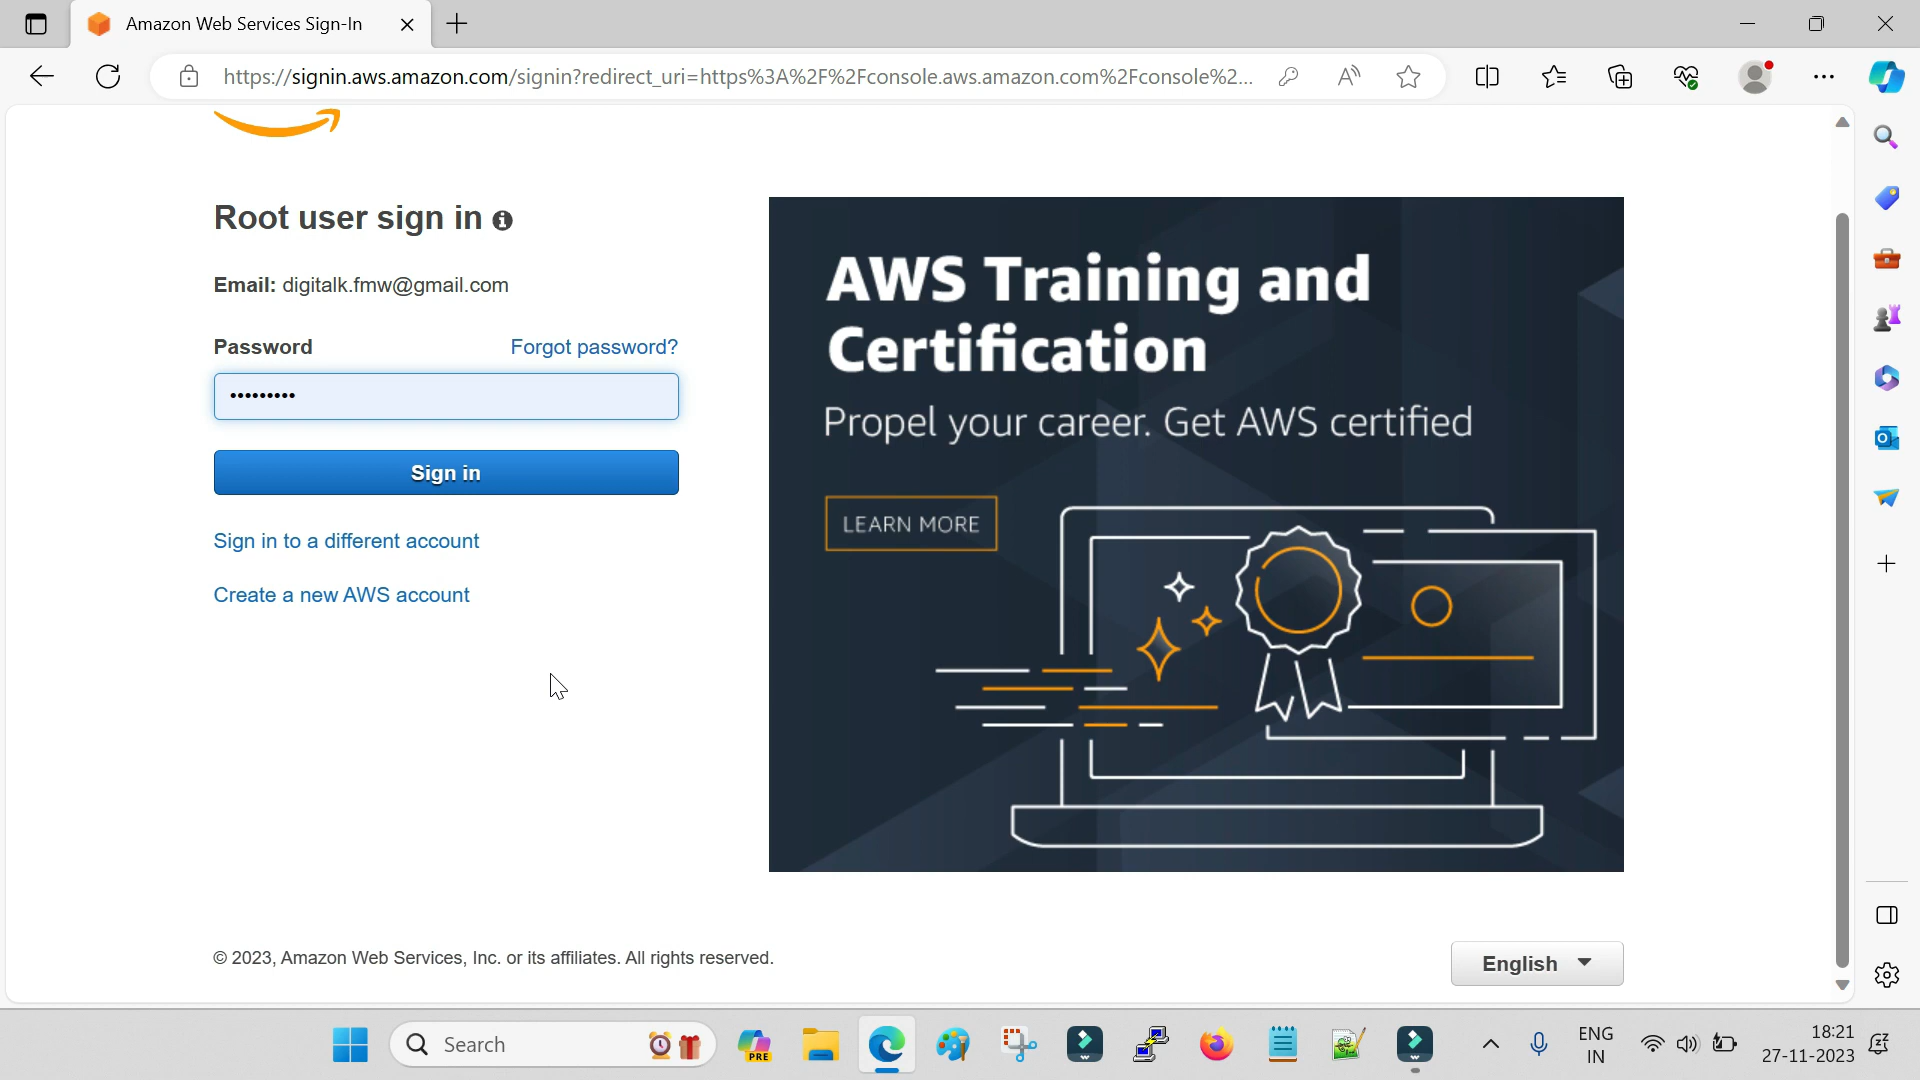 Amazon Web Services Sign-In
https://signin.aws.amazon.com/signin?redirect_uri=https%3A%2F%2Fconsole.aws.amazon.com%2Fconsole%2...
Root user sign in
Email: digitalk.fmw@gmail.com
Password Forgot password?
•••••••••
Sign in
Sign in to a different account
Create a new AWS account
AWS Training and
Certification
Propel your career. Get AWS certified
LEARN MORE
© 2023, Amazon Web Services, Inc. or its affiliates. All rights reserved.
English
Search
PRE
ENG
IN
18:21
27-11-2023